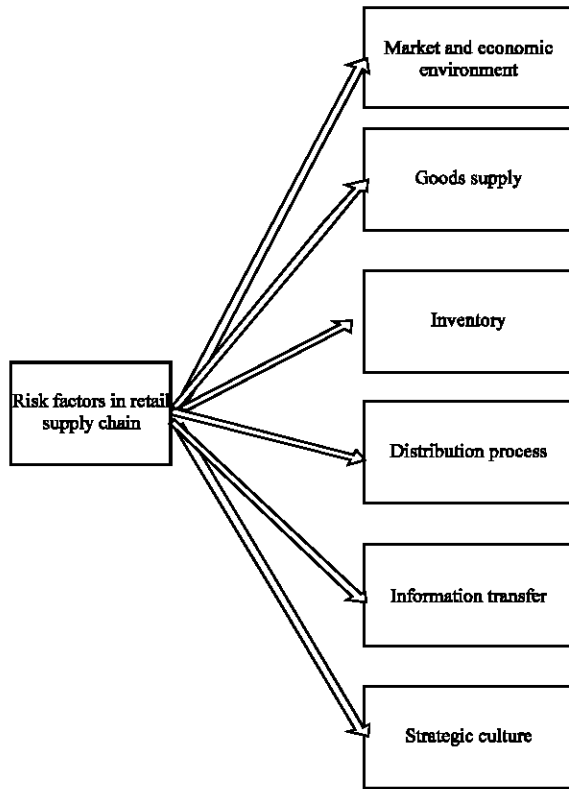 Market and economic
environment
Goods supply
Inventory
Risk factors in retail
supply chain
Distribution process
Information transfer
Strategic culture